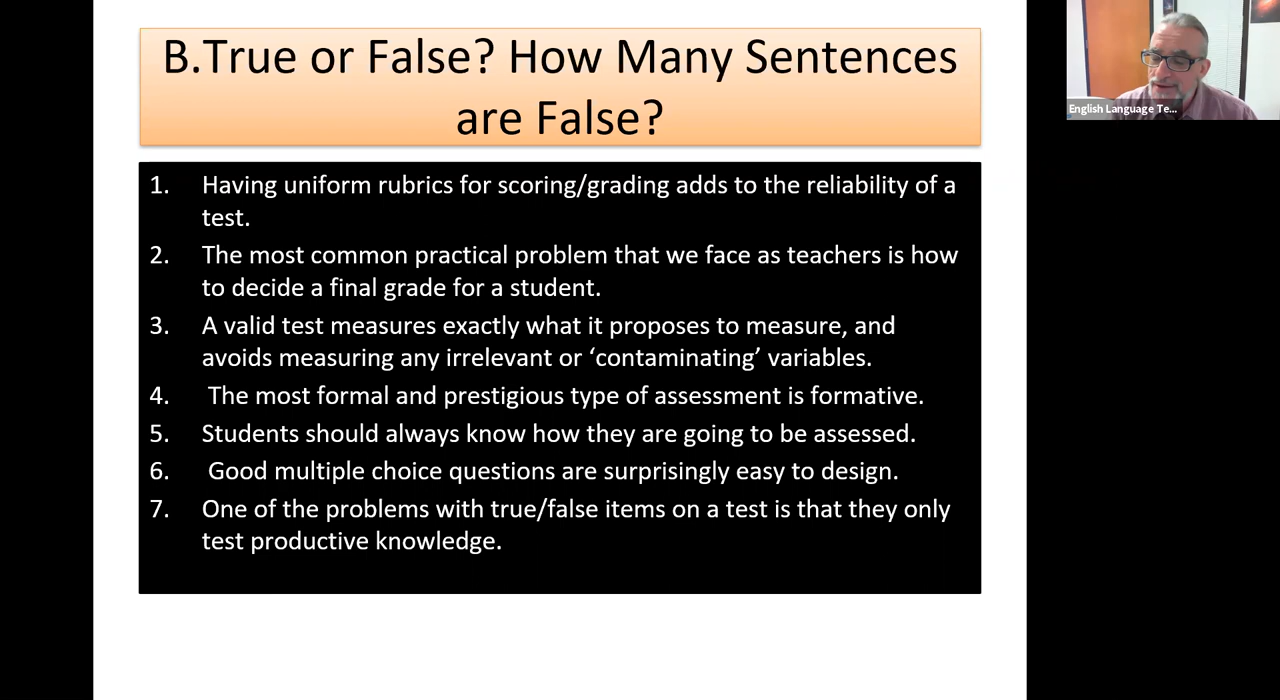 B.True or False? How Many Sentences
are False?
English Language Te...
1. Having uniform rubrics for scoring/grading adds to the reliability of a
test.
2. The most common practical problem that we face as teachers is how
to decide a final grade for a student.
3. A valid test measures exactly what it proposes to measure, and
avoids measuring any irrelevant or ‘contaminating’ variables.
4. The most formal and prestigious type of assessment is formative.
5. Students should always know how they are going to be assessed.
6. Good multiple choice questions are surprisingly easy to design.
7. One of the problems with true/false items on a test is that they only
test productive knowledge.